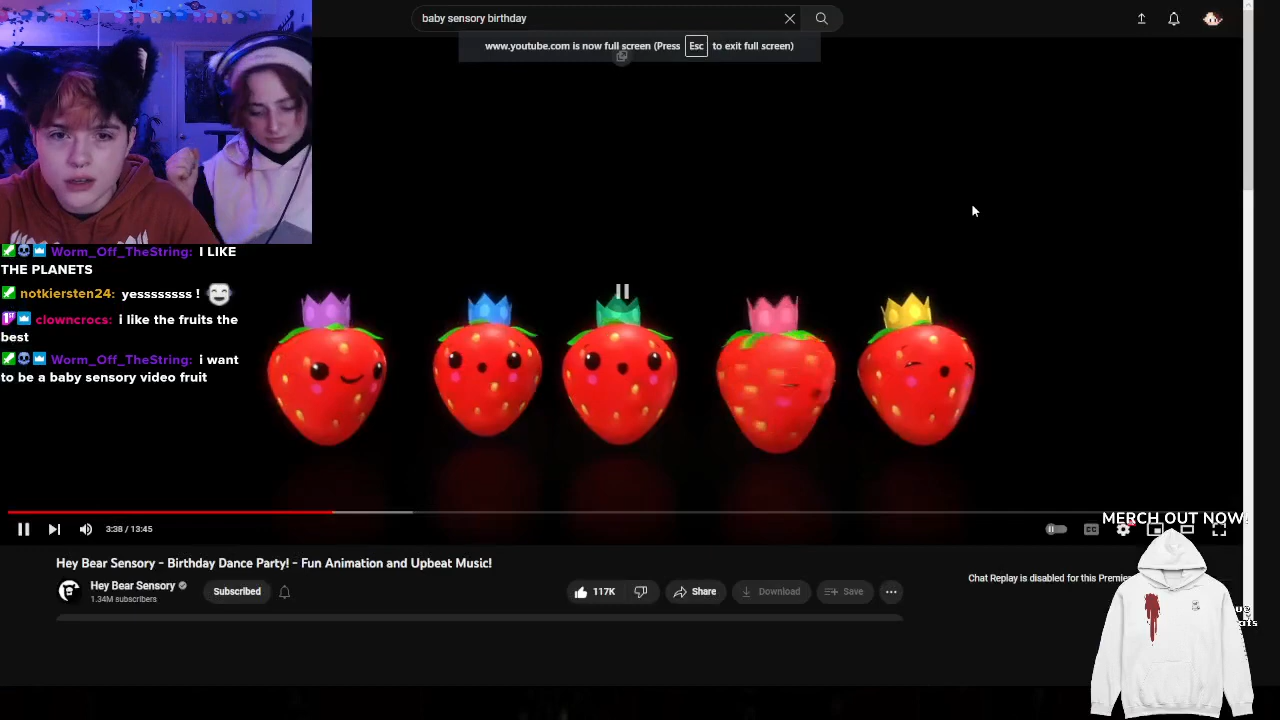 baby sensory birthday
www.youtube.com is now full screen (Press Esc to exit full screen)
Worm_Off_TheString: I LIKE
THE PLANETS
notkiersten24: yessssssss !
clowncrocs: i like the fruits the
best
Worm_Off_TheString: i want
to be a baby sensory video fruit
3:38 / 13:45
CC
MERCH OUT NOW!
Hey Bear Sensory - Birthday Dance Party! - Fun Animation and Upbeat Music!
Hey Bear Sensory
1.34M subscribers
Subscribed
117K
Share
Download
Save
Chat Replay is disabled for this